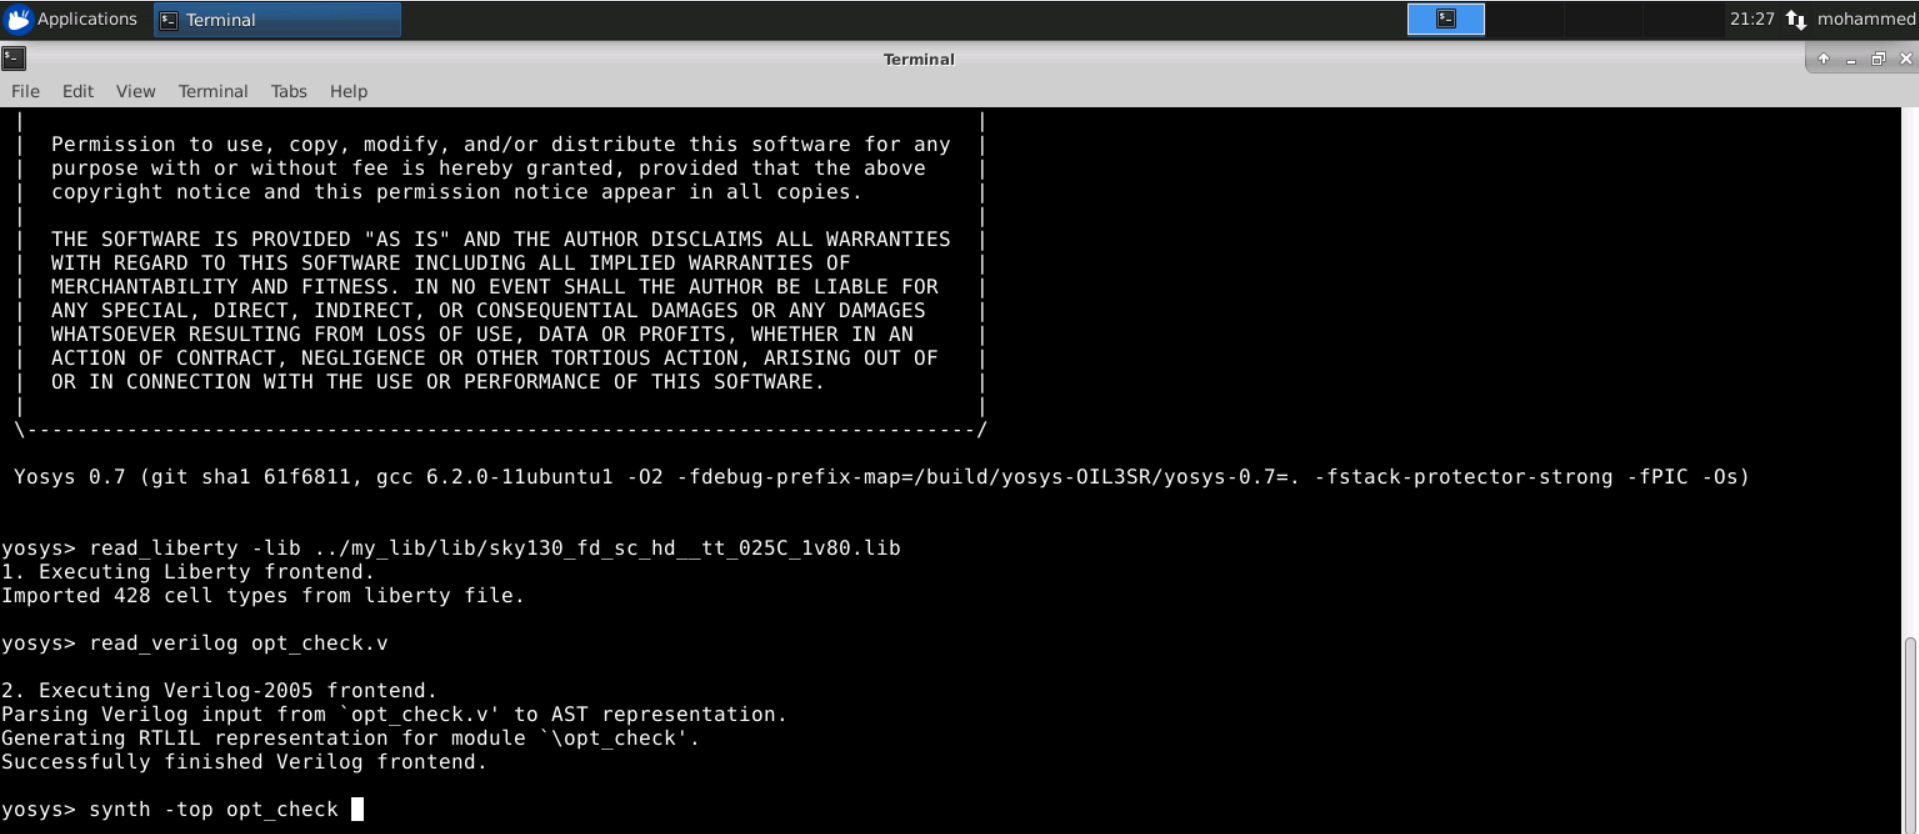 Applications
Terminal
21:27
mohammed
Terminal
File Edit View Terminal Tabs Help
| |
| Permission to use, copy, modify, and/or distribute this software for any |
| purpose with or without fee is hereby granted, provided that the above |
| copyright notice and this permission notice appear in all copies. |
| |
| THE SOFTWARE IS PROVIDED "AS IS" AND THE AUTHOR DISCLAIMS ALL WARRANTIES |
| WITH REGARD TO THIS SOFTWARE INCLUDING ALL IMPLIED WARRANTIES OF |
| MERCHANTABILITY AND FITNESS. IN NO EVENT SHALL THE AUTHOR BE LIABLE FOR |
| ANY SPECIAL, DIRECT, INDIRECT, OR CONSEQUENTIAL DAMAGES OR ANY DAMAGES |
| WHATSOEVER RESULTING FROM LOSS OF USE, DATA OR PROFITS, WHETHER IN AN |
| ACTION OF CONTRACT, NEGLIGENCE OR OTHER TORTIOUS ACTION, ARISING OUT OF |
| OR IN CONNECTION WITH THE USE OR PERFORMANCE OF THIS SOFTWARE. |
| |
\----------------------------------------------------------------------------/
Yosys 0.7 (git sha1 61f6811, gcc 6.2.0-11ubuntu1 -O2 -fdebug-prefix-map=/build/yosys-OIL3SR/yosys-0.7=. -fstack-protector-strong -fPIC -Os)
yosys> read_liberty -lib ../my_lib/lib/sky130_fd_sc_hd__tt_025C_1v80.lib
1. Executing Liberty frontend.
Imported 428 cell types from liberty file.
yosys> read_verilog opt_check.v
2. Executing Verilog-2005 frontend.
Parsing Verilog input from `opt_check.v' to AST representation.
Generating RTLIL representation for module `\opt_check'.
Successfully finished Verilog frontend.
yosys> synth -top opt_check